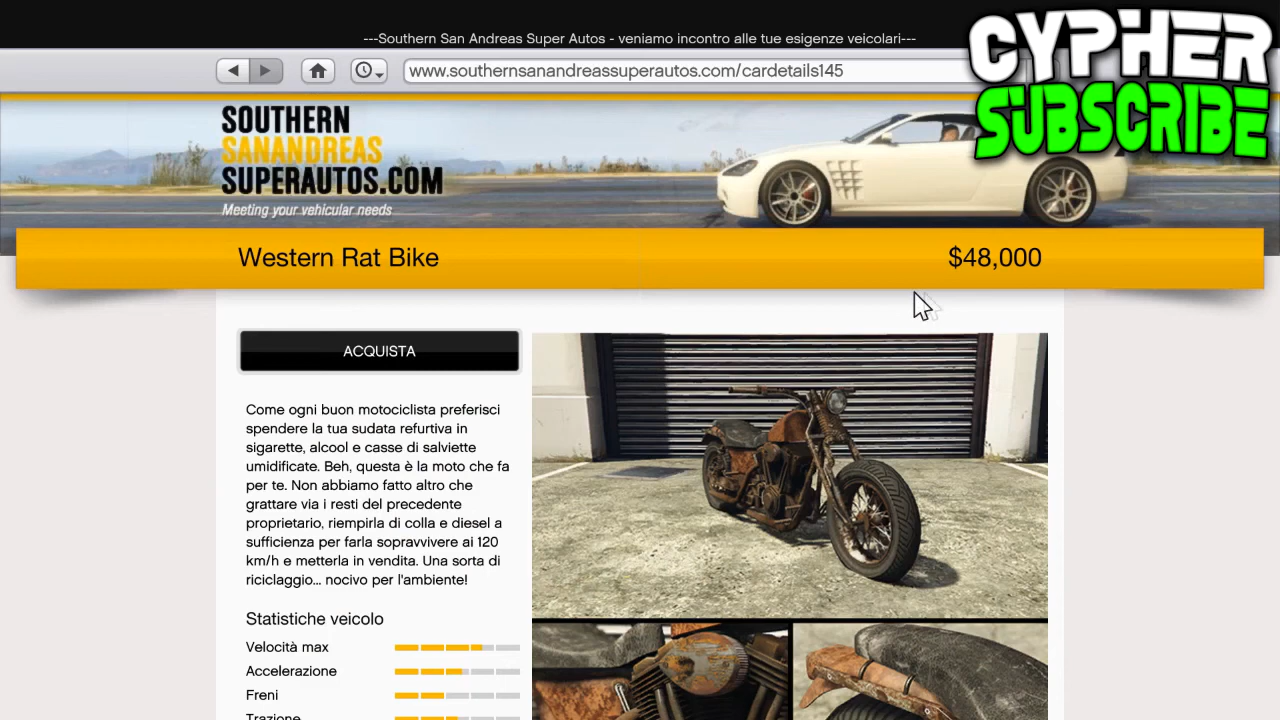 ---Southern San Andreas Super Autos - veniamo incontro alle tue esigenze veicolari---
CYPHER
SUBSCRIBE
www.southernsanandreassuperautos.com/cardetails145
SOUTHERN
SANANDREAS
SUPERAUTOS.COM
Meeting your vehicular needs
Western Rat Bike
$48,000
ACQUISTA
Come ogni buon motociclista preferisci
spendere la tua sudata refurtiva in
sigarette, alcool e casse di salviette
umidificate. Beh, questa è la moto che fa
per te. Non abbiamo fatto altro che
grattare via i resti del precedente
proprietario, riempirla di colla e diesel a
sufficienza per farla sopravvivere ai 120
km/h e metterla in vendita. Una sorta di
riciclaggio... nocivo per l'ambiente!
Statistiche veicolo
Velocità max
Accelerazione
Freni
Trazione